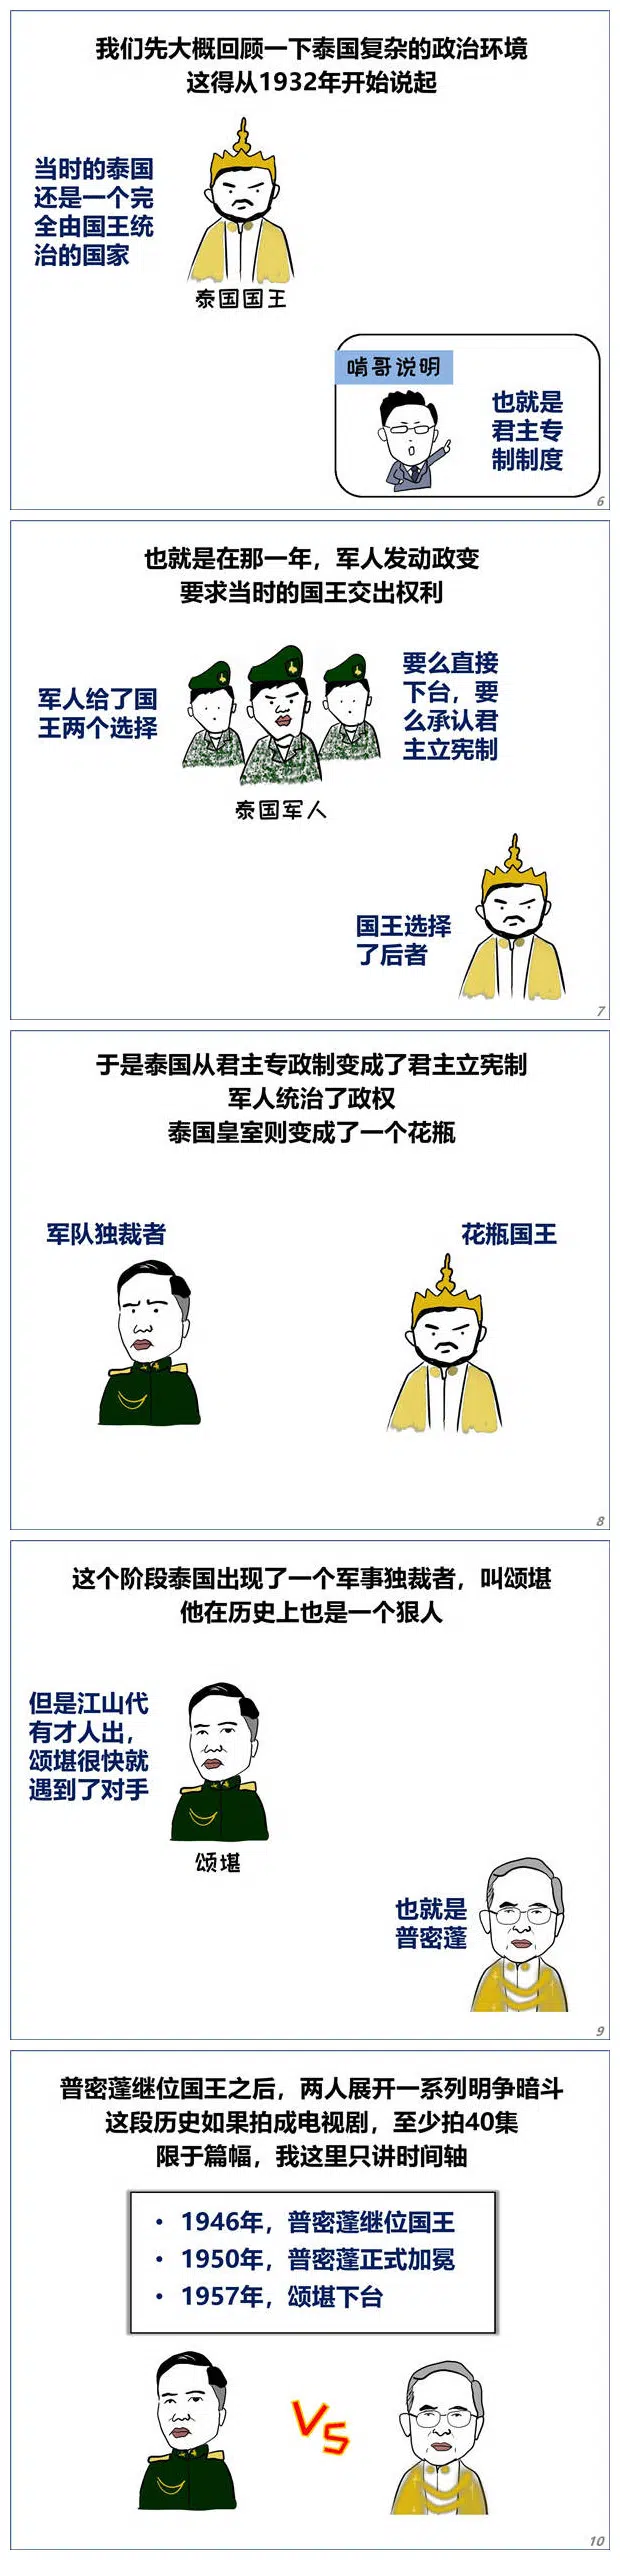 我们先大概回顾一下泰国复杂的政治环境
这得从1932年开始说起
当时的泰国
还是一个完
全由国王统
治的国家
泰国国王
啃哥说明
也就是
君主专
制制度
6
也就是在那一年，军人发动政变
要求当时的国王交出权利
军人给了国
王两个选择
要么直接
下台，要
么承认君
主立宪制
泰国军人
国王选择
了后者
7
于是泰国从君主专政制变成了君主立宪制
军人统治了政权
泰国皇室则变成了一个花瓶
军队独裁者
花瓶国王
8
这个阶段泰国出现了一个军事独裁者，叫颂堪
他在历史上也是一个狠人
但是江山代
有才人出，
颂堪很快就
遇到了对手
颂堪
也就是
普密蓬
9
普密蓬继位国王之后，两人展开一系列明争暗斗
这段历史如果拍成电视剧，至少拍40集
限于篇幅，我这里只讲时间轴
• 1946年，普密蓬继位国王
• 1950年，普密蓬正式加冕
• 1957年，颂堪下台
VS
10